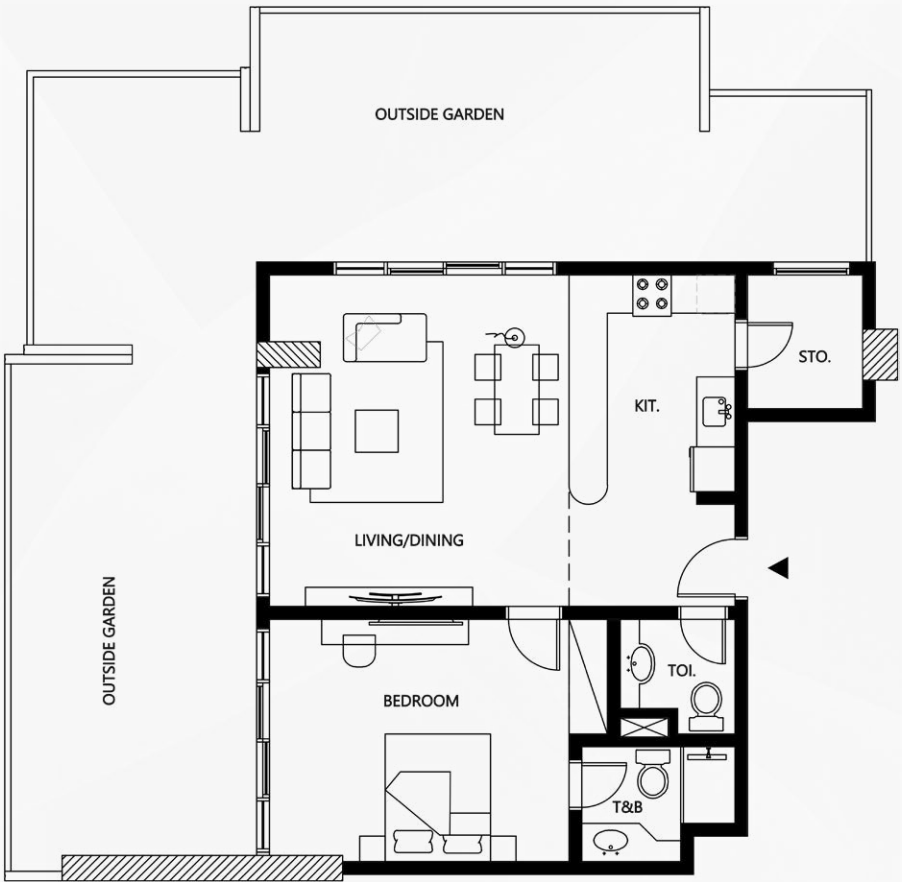 OUTSIDE GARDEN
STO.
KIT.
LIVING/DINING
OUTSIDE GARDEN
TOI.
BEDROOM
T&B